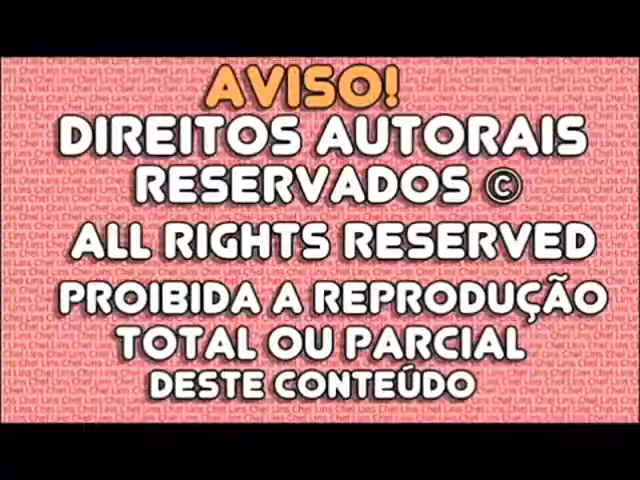 AVISO!
DIREITOS AUTORAIS
RESERVADOS ©
ALL RIGHTS RESERVED
PROIBIDA A REPRODUÇÃO
TOTAL OU PARCIAL
DESTE CONTEÚDO